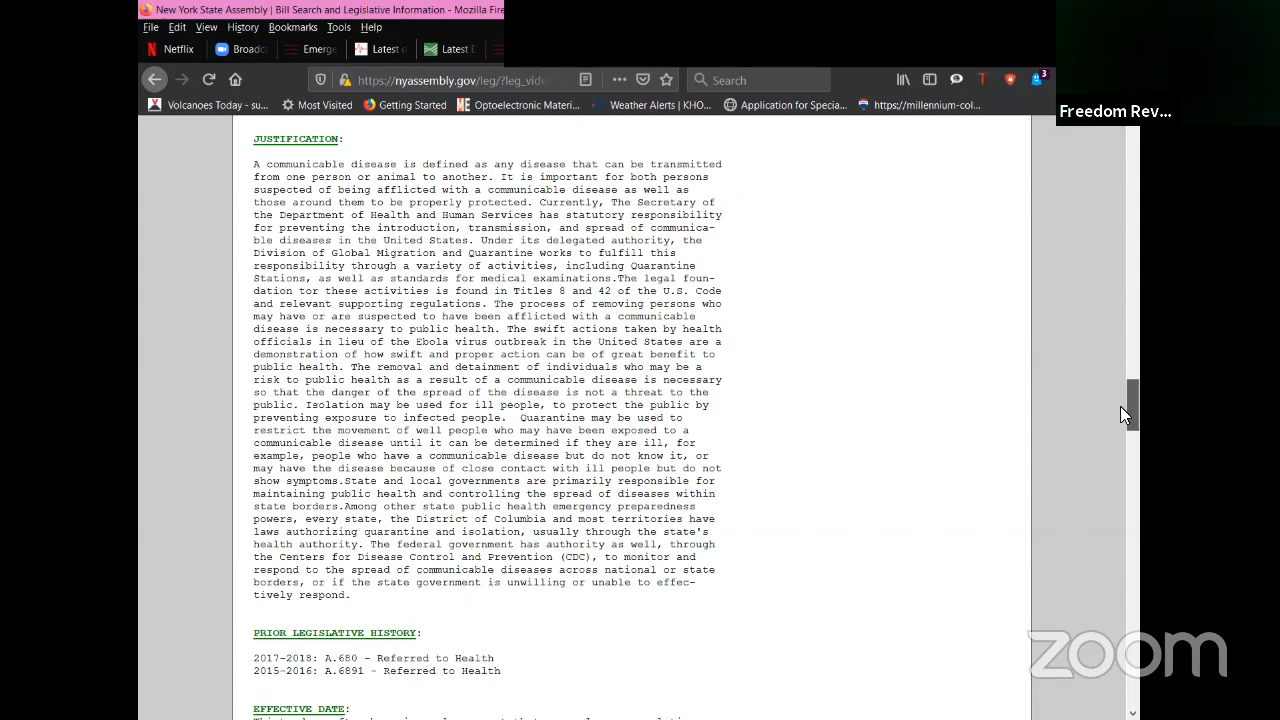 New York State Assembly | Bill Search and Legislative Information - Mozilla Fire
File Edit View History Bookmarks Tools Help
Netflix Broadc Emerge Latest Latest E
https://nyassembly.gov/leg/?leg_vide Search 3
Volcanoes Today - su... Most Visited Getting Started Optoelectronic Materi... Weather Alerts | KHO... Application for Specia... https://millennium-col...
Freedom Rev...
JUSTIFICATION:
A communicable disease is defined as any disease that can be transmitted
from one person or animal to another. It is important for both persons
suspected of being afflicted with a communicable disease as well as
those around them to be properly protected. Currently, The Secretary of
the Department of Health and Human Services has statutory responsibility
for preventing the introduction, transmission, and spread of communica-
ble diseases in the United States. Under its delegated authority, the
Division of Global Migration and Quarantine works to fulfill this
responsibility through a variety of activities, including Quarantine
Stations, as well as standards for medical examinations.The legal foun-
dation tor these activities is found in Titles 8 and 42 of the U.S. Code
and relevant supporting regulations. The process of removing persons who
may have or are suspected to have been afflicted with a communicable
disease is necessary to public health. The swift actions taken by health
officials in lieu of the Ebola virus outbreak in the United States are a
demonstration of how swift and proper action can be of great benefit to
public health. The removal and detainment of individuals who may be a
risk to public health as a result of a communicable disease is necessary
so that the danger of the spread of the disease is not a threat to the
public. Isolation may be used for ill people, to protect the public by
preventing exposure to infected people. Quarantine may be used to
restrict the movement of well people who may have been exposed to a
communicable disease until it can be determined if they are ill, for
example, people who have a communicable disease but do not know it, or
may have the disease because of close contact with ill people but do not
show symptoms.State and local governments are primarily responsible for
maintaining public health and controlling the spread of diseases within
state borders.Among other state public health emergency preparedness
powers, every state, the District of Columbia and most territories have
laws authorizing quarantine and isolation, usually through the state's
health authority. The federal government has authority as well, through
the Centers for Disease Control and Prevention (CDC), to monitor and
respond to the spread of communicable diseases across national or state
borders, or if the state government is unwilling or unable to effec-
tively respond.
PRIOR LEGISLATIVE HISTORY:
2017-2018: A.680 - Referred to Health
2015-2016: A.6891 - Referred to Health
EFFECTIVE DATE:
zoom